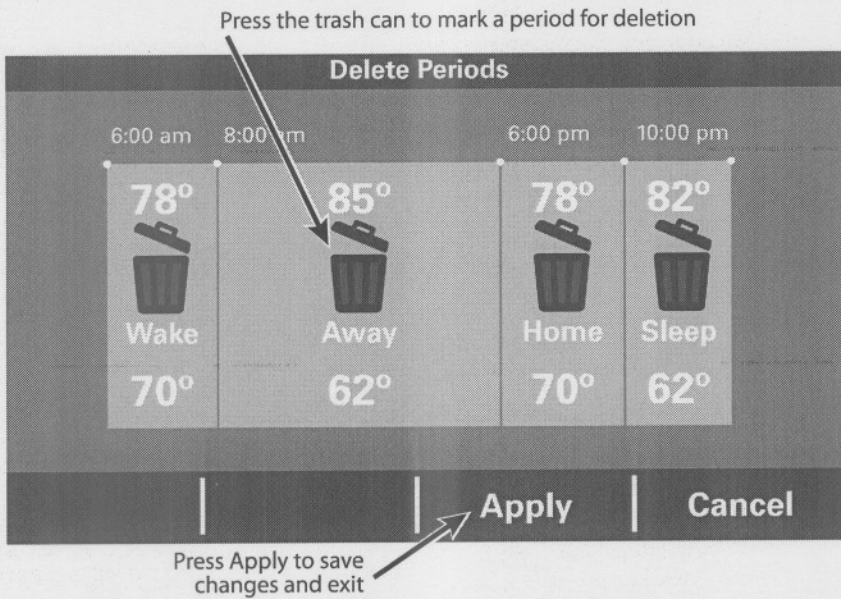 Press the trash can to mark a period for deletion
Delete Periods
6:00 am 8:00 am 6:00 pm 10:00 pm
78° 85° 78° 82°
Wake Away Home Sleep
70° 62° 70° 62°
Apply Cancel
Press Apply to save
changes and exit